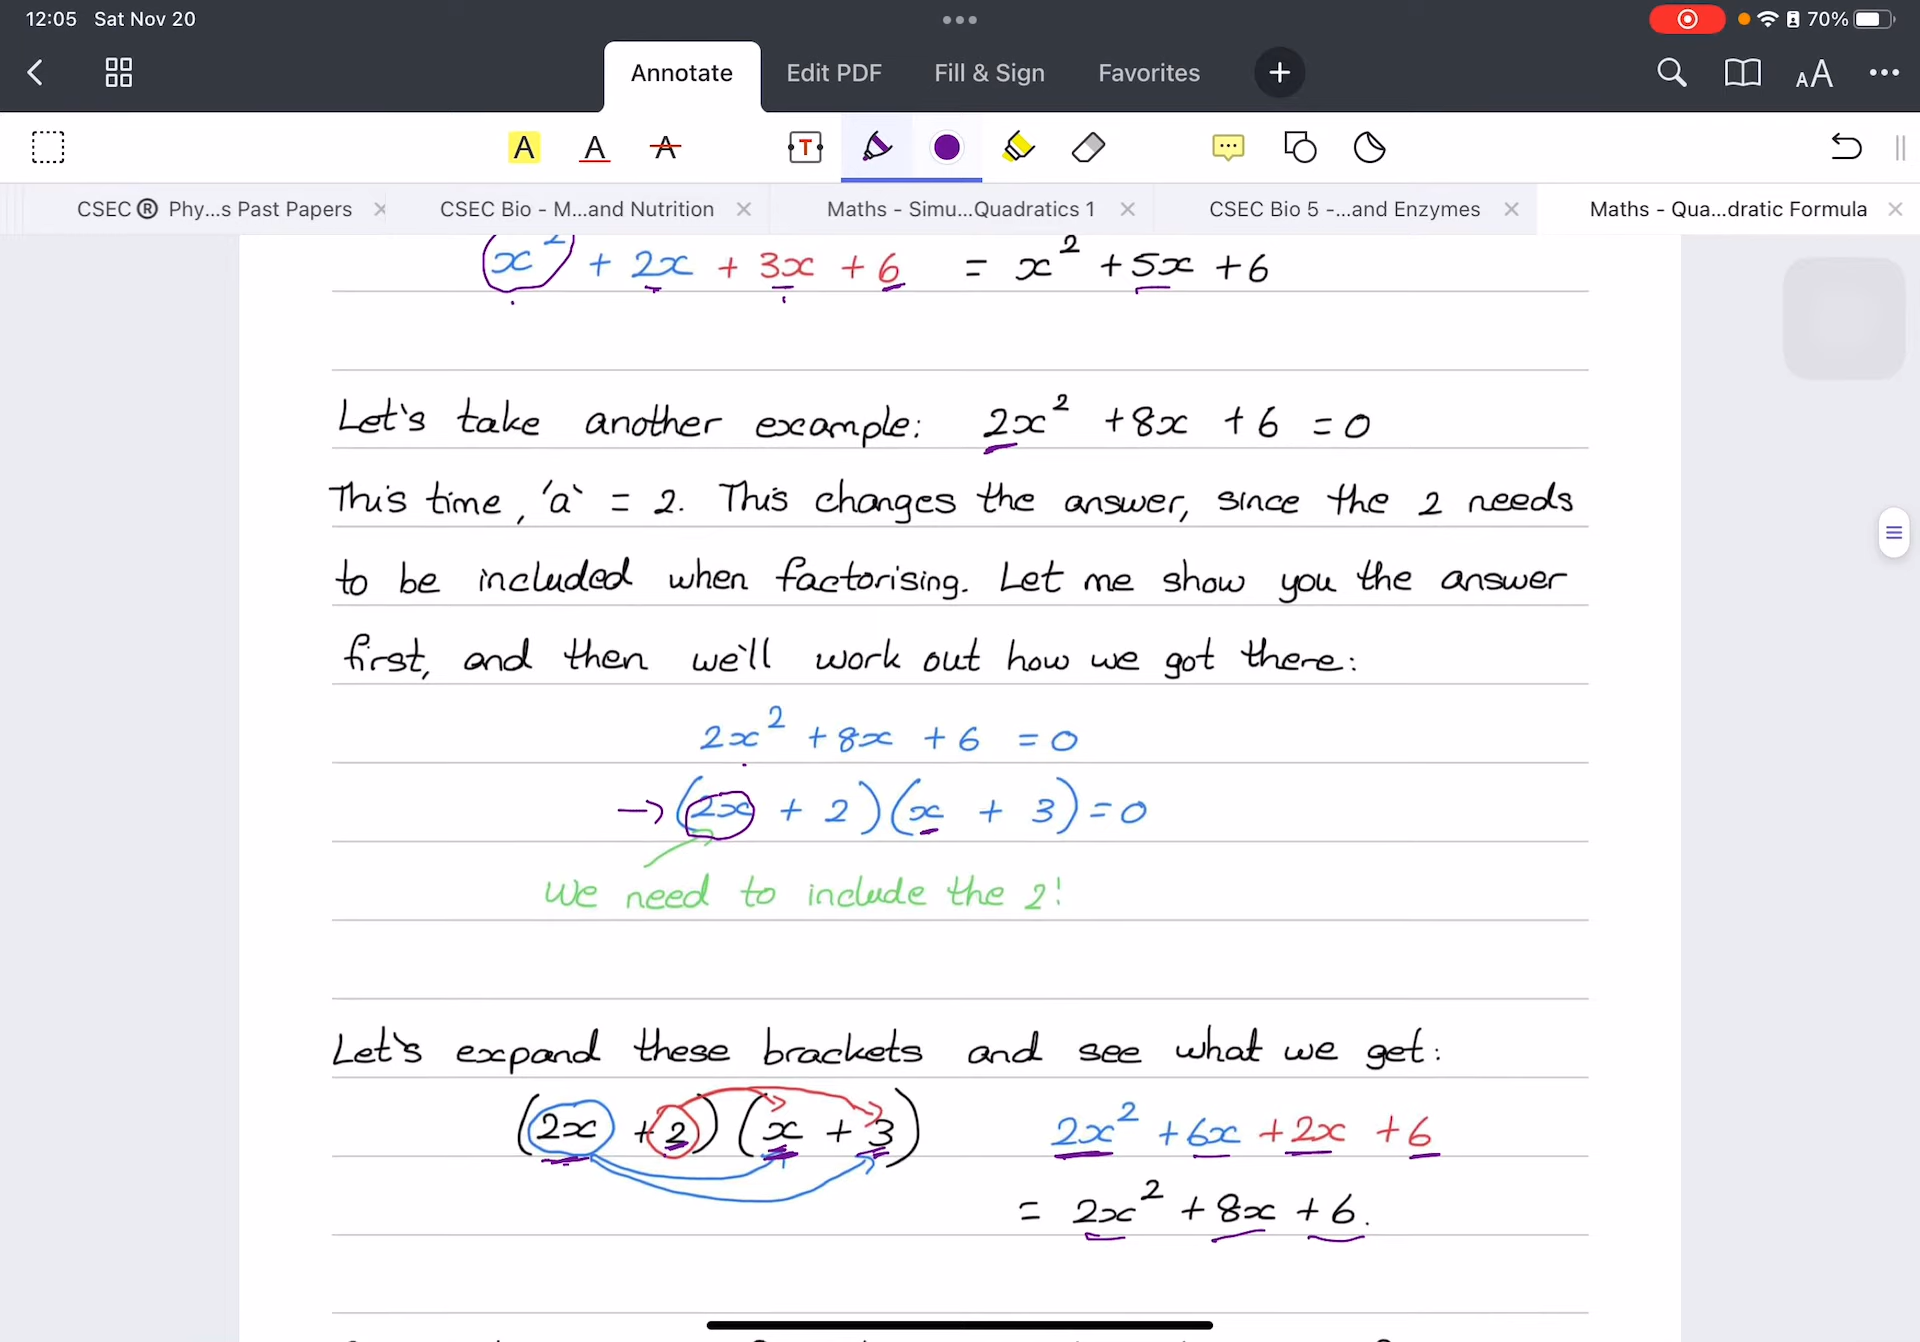 12:05 Sat Nov 20
70%
Annotate Edit PDF Fill & Sign Favorites +
AA
A A A T
CSEC® Phy...s Past Papers × CSEC Bio - M...and Nutrition × Maths - Simu...Quadratics 1 × CSEC Bio 5 -...and Enzymes × Maths - Qua...dratic Formula ×
x² + 2x + 3x + 6 = x² + 5x + 6
Let's take another example: 2x² + 8x + 6 = 0
This time, 'a' = 2. This changes the answer, since the 2 needs
to be included when factorising. Let me show you the answer
first, and then we'll work out how we got there:
2x² + 8x + 6 = 0
→ (2x + 2)(x + 3) = 0
We need to include the 2!
Let's expand these brackets and see what we get:
(2x + 2)(x + 3) 2x² + 6x + 2x + 6
= 2x² + 8x + 6.